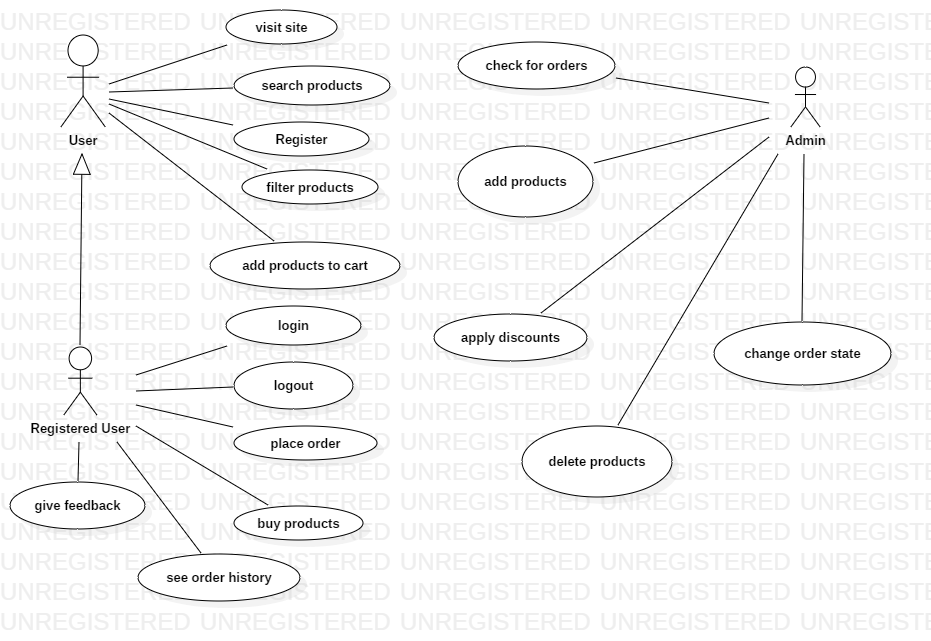 visit site
search products
User
Register
filter products
add products to cart
login
logout
Registered User
place order
give feedback
buy products
see order history
check for orders
Admin
add products
apply discounts
change order state
delete products
UNREGISTERED